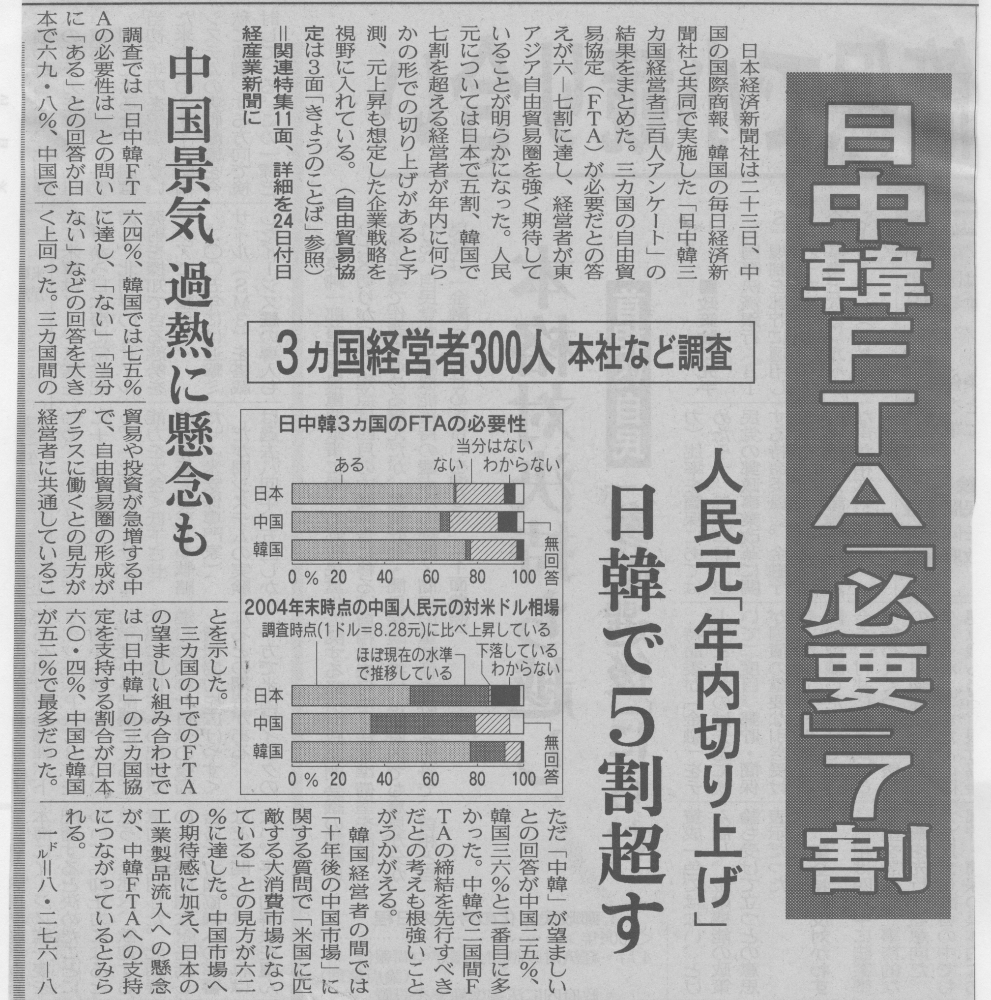 日中韓FTA「必要」7割
人民元「年内切り上げ」
日韓で5割超す
3ヵ国経営者300人 本社など調査
日本経済新聞社は二十三日、中
国の国際商報、韓国の毎日経済新
聞社と共同で実施した「日中韓三
カ国経営者三百人アンケート」の
結果をまとめた。三カ国の自由貿
易協定（FTA）が必要だとの答
えが六―七割に達し、経営者が東
アジア自由貿易圏を強く期待して
いることが明らかになった。人民
元については日本で五割、韓国で
七割を超える経営者が年内に何ら
かの形での切り上げがあると予
測、元上昇も想定した企業戦略を
視野に入れている。（自由貿易協
定は3面「きょうのことば」参照）
＝関連特集11面、詳細を24日付日
経産業新聞に
中国景気 過熱に懸念も
調査では「日中韓FT
Aの必要性は」との問い
に「ある」との回答が日
本で六九・八%、中国で
六四%、韓国では七五%
に達し、「ない」「当分
ない」などの回答を大き
く上回った。三カ国間の
貿易や投資が急増する中
で、自由貿易圏の形成が
プラスに働くとの見方が
経営者に共通しているこ
とを示した。
三カ国の中でのFTA
の望ましい組み合わせで
は「日中韓」の三カ国協
定を支持する割合が日本
六〇・四%、中国と韓国
が五二%で最多だった。
ただ「中韓」が望ましい
との回答が中国二五%、
韓国三六%と二番目に多
かった。中韓で二国間F
TAの締結を先行すべき
だとの考えも根強いこと
がうかがえる。
韓国経営者の間では
「十年後の中国市場」に
関する質問で「米国に匹
敵する大消費市場になっ
ている」との見方が六二
%に達した。中国市場へ
の期待感に加え、日本の
工業製品流入への懸念
が、中韓FTAへの支持
につながっているとみら
れる。
一ドル＝八・二七六―八
日中韓3ヵ国のFTAの必要性
当分はない
ある ない わからない
日本
中国
韓国
無回答
0 % 20 40 60 80 100
2004年末時点の中国人民元の対米ドル相場
調査時点(1ドル＝8.28元)に比べ上昇している
ほぼ現在の水準
で推移している
下落している
わからない
日本
中国
韓国
無回答
0 % 20 40 60 80 100